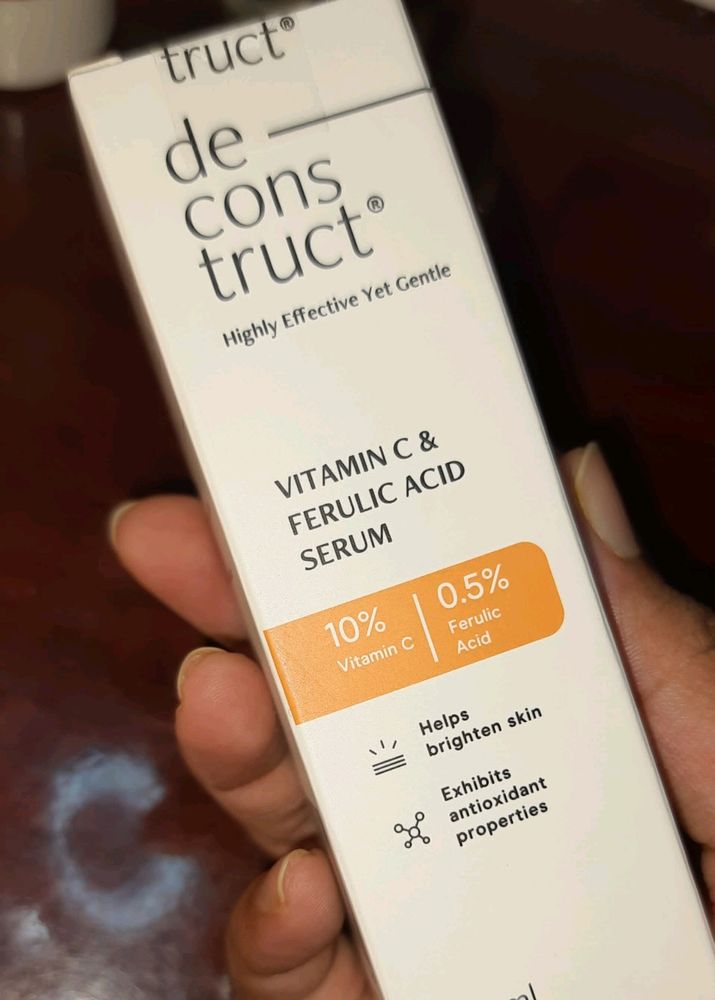 truct®
de
cons
truct®
Highly Effective Yet Gentle
VITAMIN C &
FERULIC ACID
SERUM
10%
Vitamin C
0.5%
Ferulic
Acid
Helps
brighten skin
Exhibits
antioxidant
properties